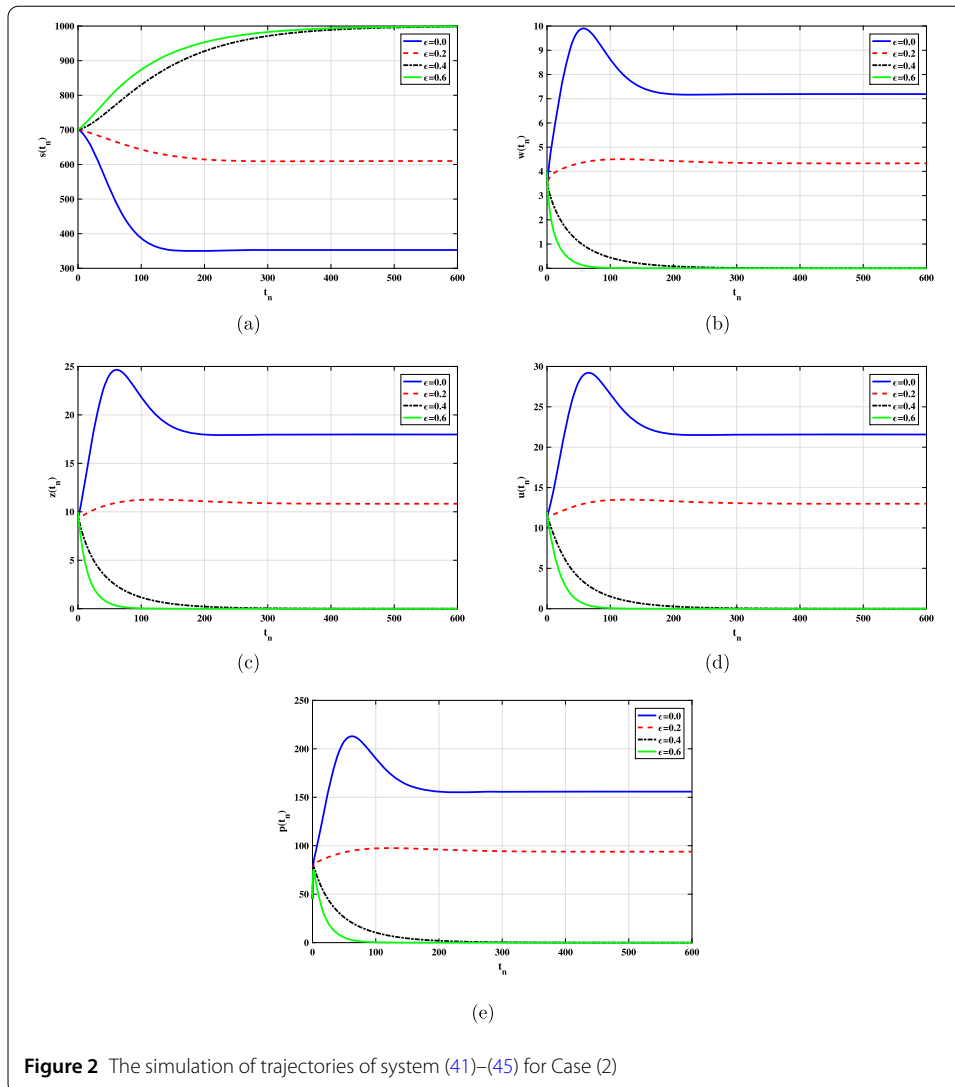 1000
900
800
700
600
500
400
300
s(t_n)
0 100 200 300 400 500 600
t_n
ϵ=0.0
ϵ=0.2
ϵ=0.4
ϵ=0.6
(a)
10
9
8
7
6
5
4
3
2
1
0
w(t_n)
0 100 200 300 400 500 600
t_n
ϵ=0.0
ϵ=0.2
ϵ=0.4
ϵ=0.6
(b)
25
20
15
10
5
0
z(t_n)
0 100 200 300 400 500 600
t_n
ϵ=0.0
ϵ=0.2
ϵ=0.4
ϵ=0.6
(c)
30
25
20
15
10
5
0
u(t_n)
0 100 200 300 400 500 600
t_n
ϵ=0.0
ϵ=0.2
ϵ=0.4
ϵ=0.6
(d)
250
200
150
100
50
0
p(t_n)
0 100 200 300 400 500 600
t_n
ϵ=0.0
ϵ=0.2
ϵ=0.4
ϵ=0.6
(e)
Figure 2 The simulation of trajectories of system (41)–(45) for Case (2)